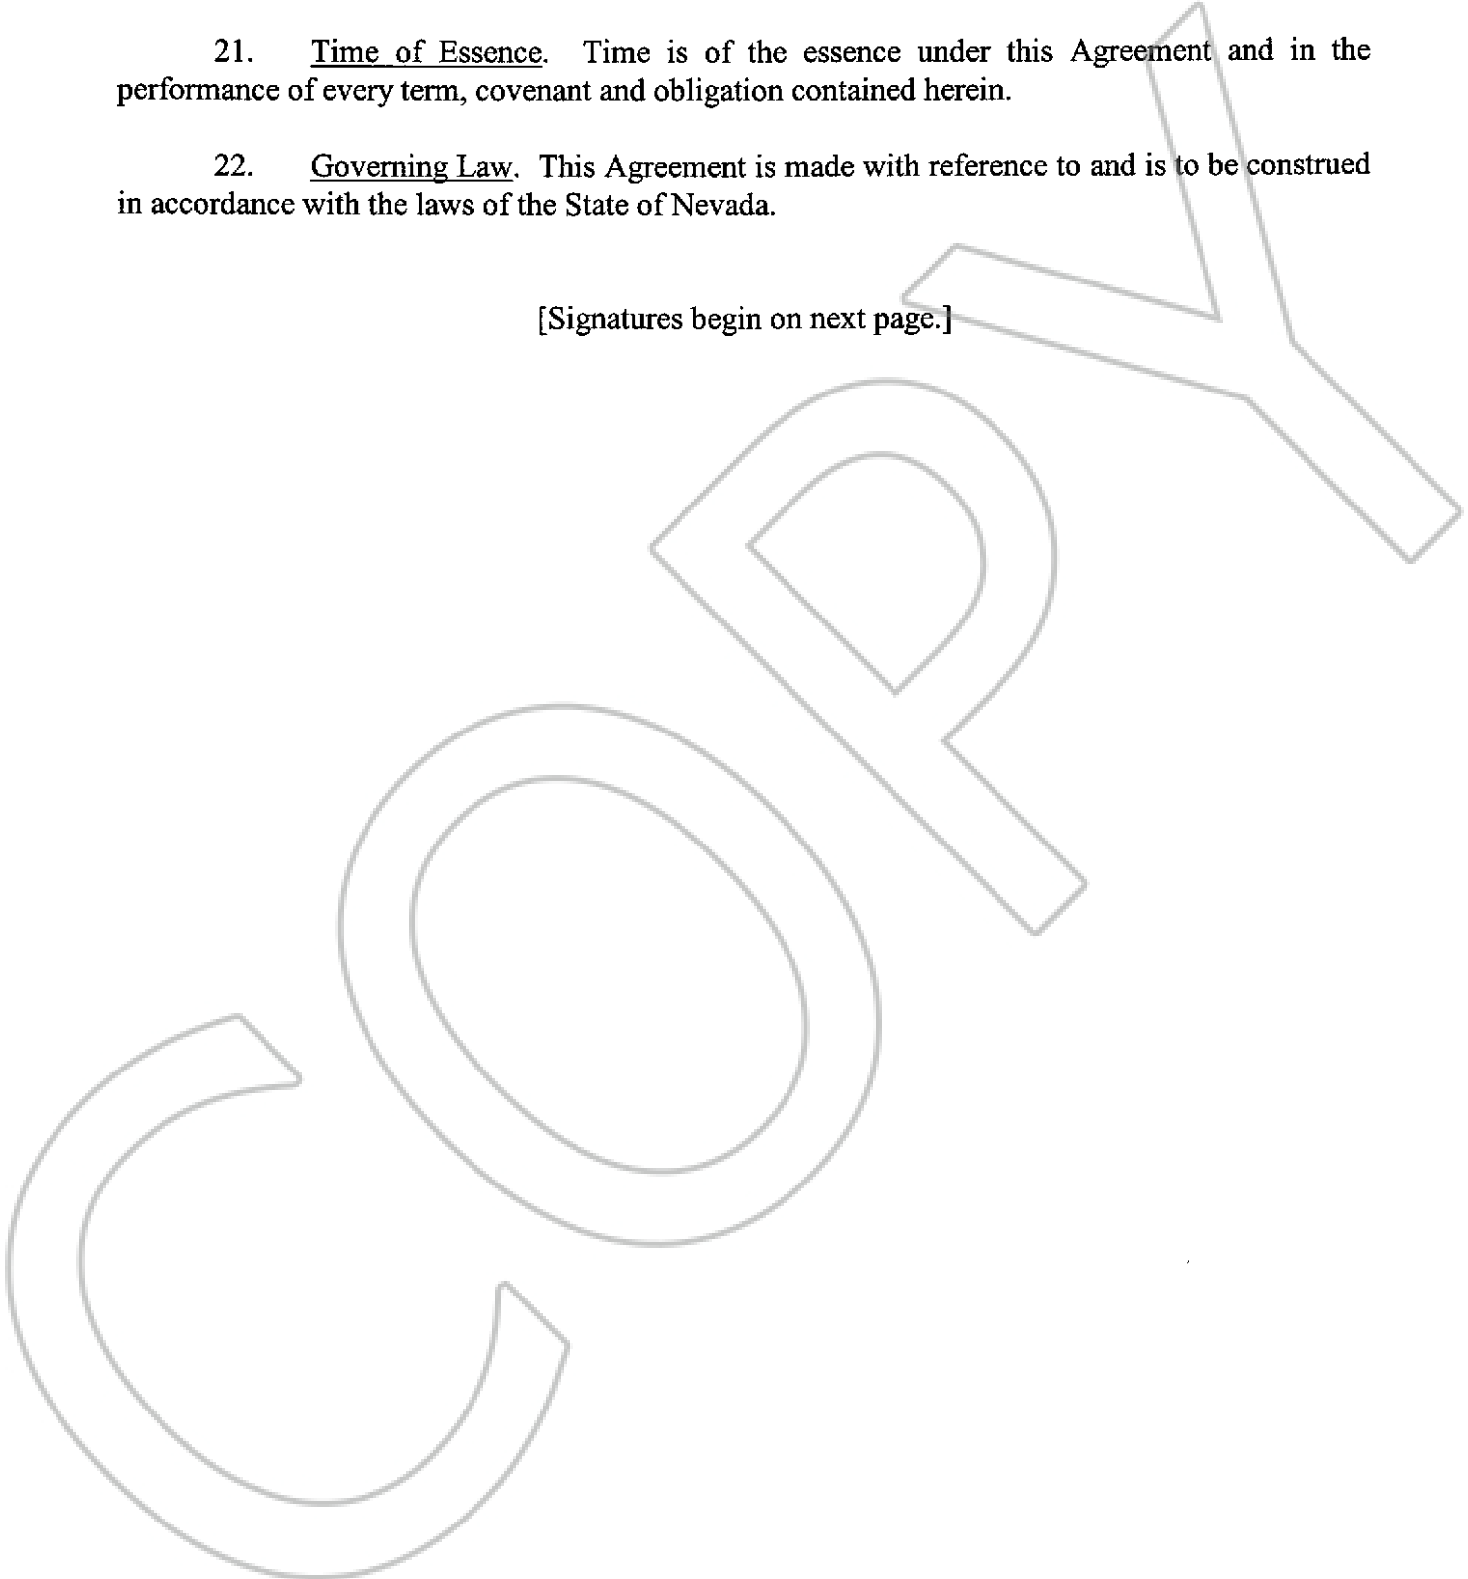 21. Time of Essence. Time is of the essence under this Agreement and in the
performance of every term, covenant and obligation contained herein.
22. Governing Law. This Agreement is made with reference to and is to be construed
in accordance with the laws of the State of Nevada.
[Signatures begin on next page.]
COPY